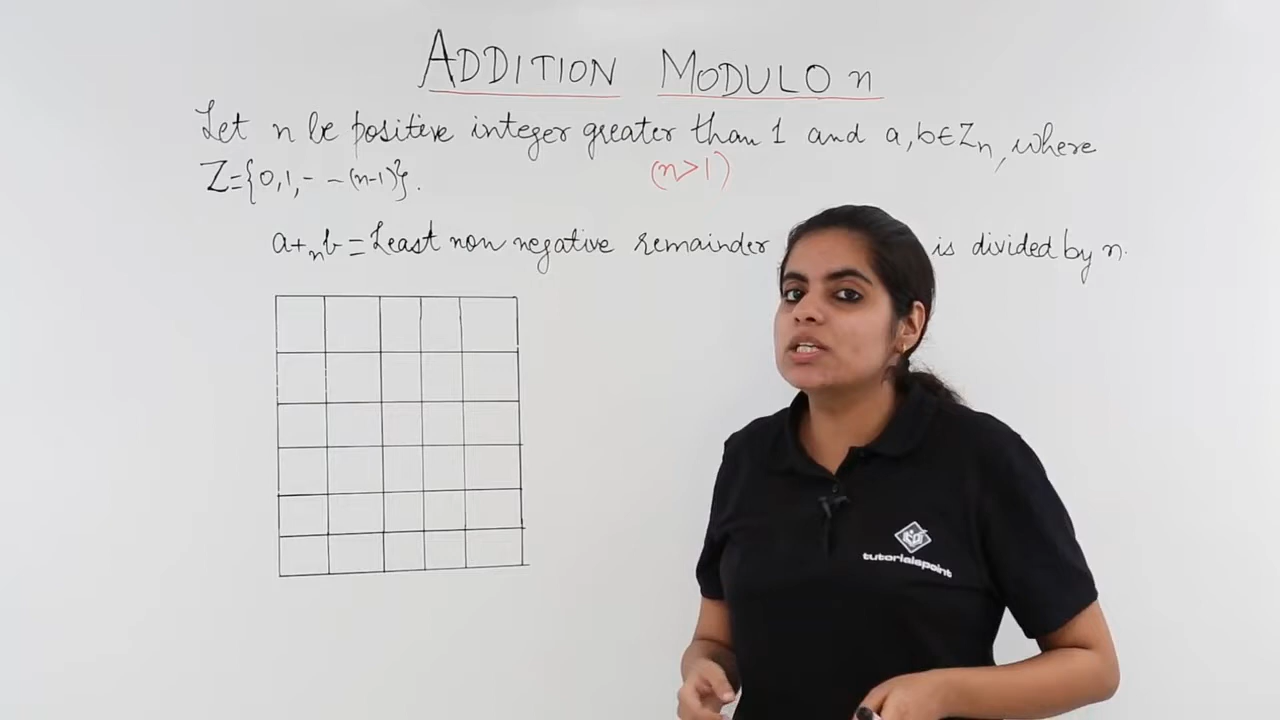 ADDITION MODULO n
Let n be positive integer greater than 1 and a, b ∈ Zn, where
(n>1)
Z={0,1,- - (n-1)}.
a+nb = Least non negative remainder is divided by n.
tutorialspoint